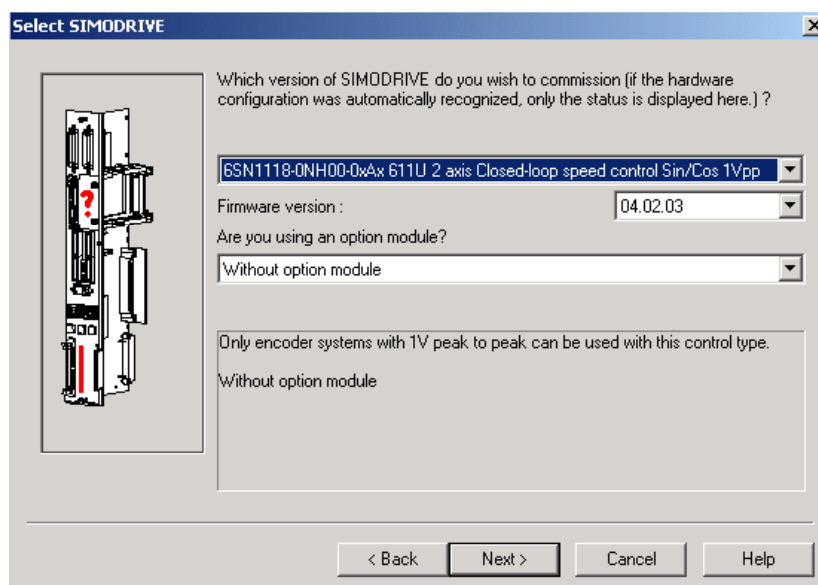 Select SIMODRIVE
Which version of SIMODRIVE do you wish to commission (if the hardware
configuration was automatically recognized, only the status is displayed here.) ?
6SN1118-0NH00-0xAx 611U 2 axis Closed-loop speed control Sin/Cos 1Vpp
Firmware version :
04.02.03
Are you using an option module?
Without option module
Only encoder systems with 1V peak to peak can be used with this control type.
Without option module
< Back
Next >
Cancel
Help